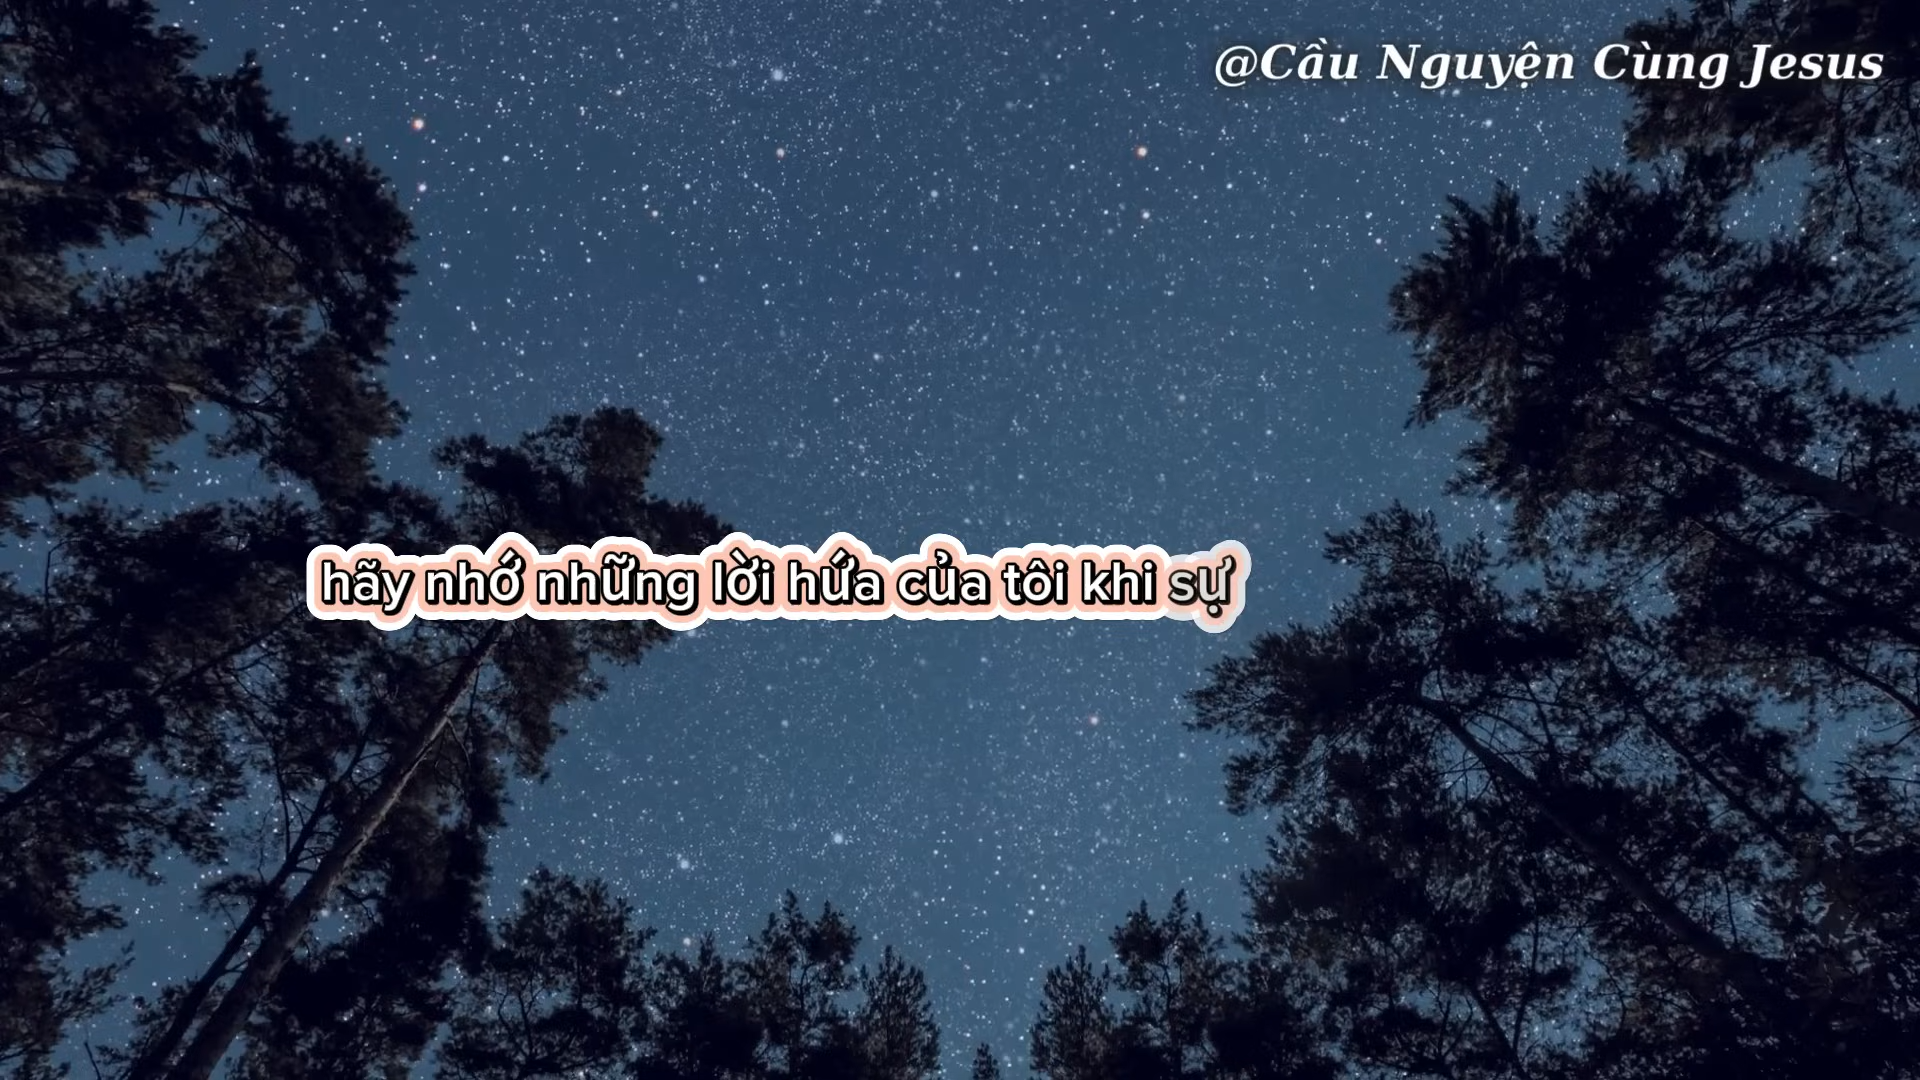 @Cầu Nguyện Cùng Jesus
hãy nhớ những lời hứa của tôi khi sự